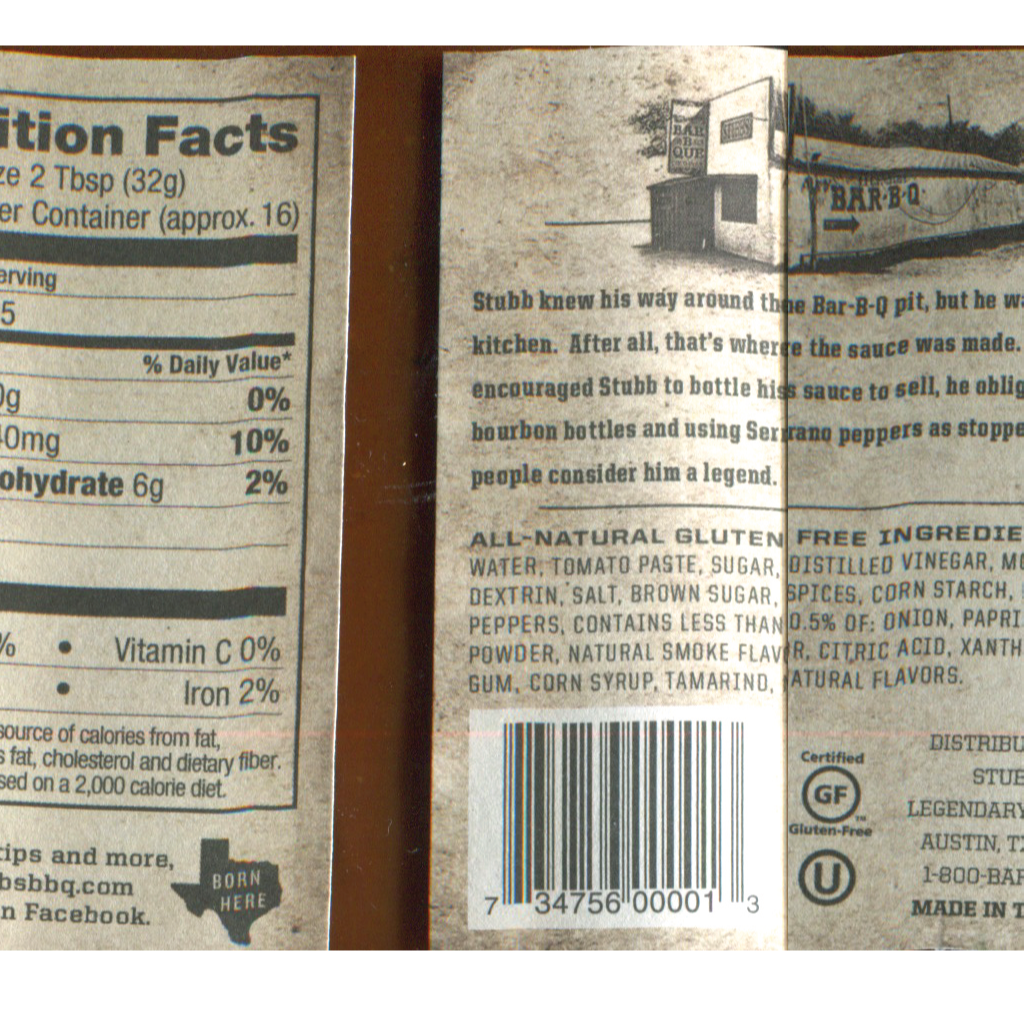 ition Facts
ze 2 Tbsp (32g)
er Container (approx. 16)
erving
5
% Daily Value*
0g 0%
40mg 10%
ohydrate 6g 2%
% • Vitamin C 0%
• Iron 2%
source of calories from fat,
s fat, cholesterol and dietary fiber.
sed on a 2,000 calorie diet.
tips and more,
bsbbq.com
n Facebook.
BORN
HERE
BAR
B
QUE
BAR-B-Q
Stubb knew his way around the Bar-B-Q pit, but he wa
kitchen. After all, that's where the sauce was made.
encouraged Stubb to bottle his sauce to sell, he oblig
bourbon bottles and using Serrano peppers as stoppe
people consider him a legend.
ALL-NATURAL GLUTEN FREE INGREDIE
WATER, TOMATO PASTE, SUGAR, DISTILLED VINEGAR, MO
DEXTRIN, SALT, BROWN SUGAR, SPICES, CORN STARCH,
PEPPERS, CONTAINS LESS THAN 0.5% OF: ONION, PAPRI
POWDER, NATURAL SMOKE FLAVR, CITRIC ACID, XANTH
GUM, CORN SYRUP, TAMARIND, ATURAL FLAVORS.
7 34756 00001 3
Certified
GF
™
Gluten-Free
U
DISTRIBU
STUB
LEGENDARY
AUSTIN, TX
1-800-BAR
MADE IN T